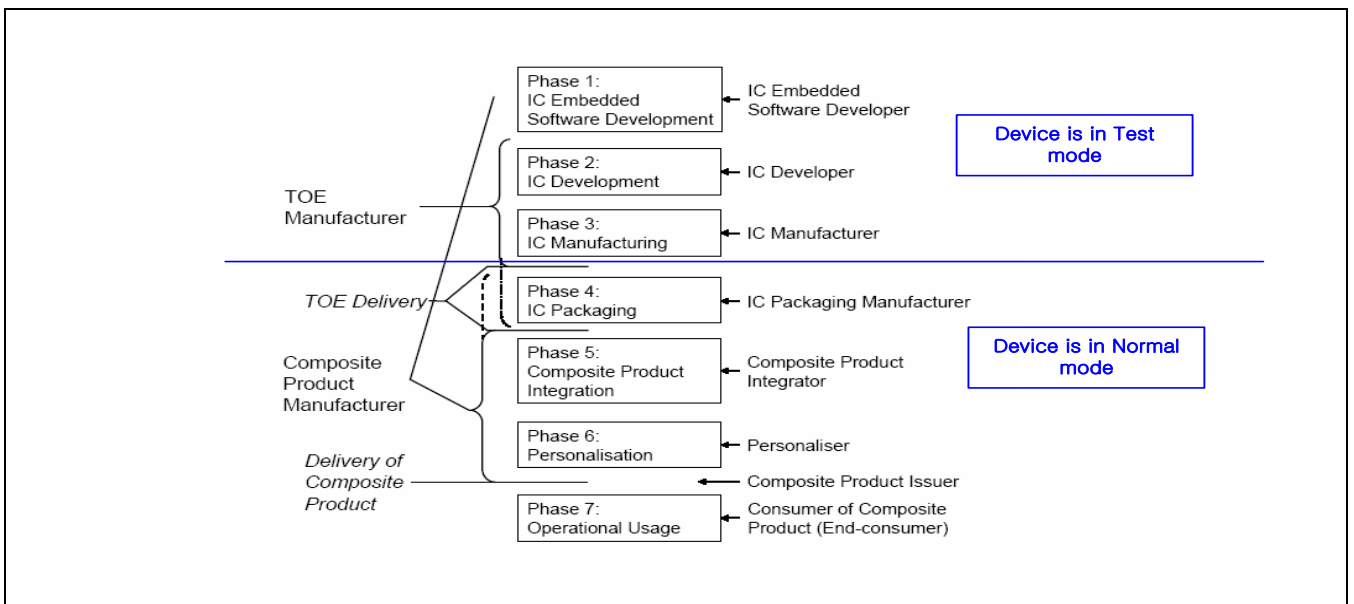 Phase 1:
IC Embedded
Software Development
IC Embedded
Software Developer
Device is in Test
mode
Phase 2:
IC Development
IC Developer
TOE
Manufacturer
Phase 3:
IC Manufacturing
IC Manufacturer
TOE Delivery
Phase 4:
IC Packaging
IC Packaging Manufacturer
Device is in Normal
mode
Composite
Product
Manufacturer
Phase 5:
Composite Product
Integration
Composite Product
Integrator
Phase 6:
Personalisation
Personaliser
Delivery of
Composite
Product
Composite Product Issuer
Phase 7:
Operational Usage
Consumer of Composite
Product (End-consumer)